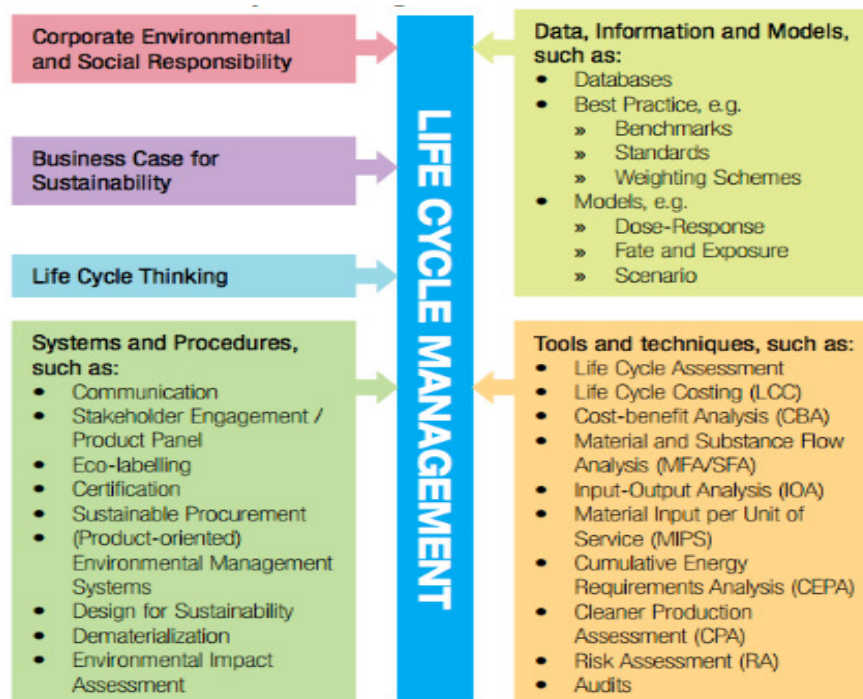 Corporate Environmental
and Social Responsibility
Business Case for
Sustainability
Life Cycle Thinking
Systems and Procedures,
such as:
• Communication
• Stakeholder Engagement /
Product Panel
• Eco-labelling
• Certification
• Sustainable Procurement
• (Product-oriented)
Environmental Management
Systems
• Design for Sustainability
• Dematerialization
• Environmental Impact
Assessment
LIFE CYCLE MANAGEMENT
Data, Information and Models,
such as:
• Databases
• Best Practice, e.g.
» Benchmarks
» Standards
» Weighting Schemes
• Models, e.g.
» Dose-Response
» Fate and Exposure
» Scenario
Tools and techniques, such as:
• Life Cycle Assessment
• Life Cycle Costing (LCC)
• Cost-benefit Analysis (CBA)
• Material and Substance Flow
Analysis (MFA/SFA)
• Input-Output Analysis (IOA)
• Material Input per Unit of
Service (MIPS)
• Cumulative Energy
Requirements Analysis (CEPA)
• Cleaner Production
Assessment (CPA)
• Risk Assessment (RA)
• Audits